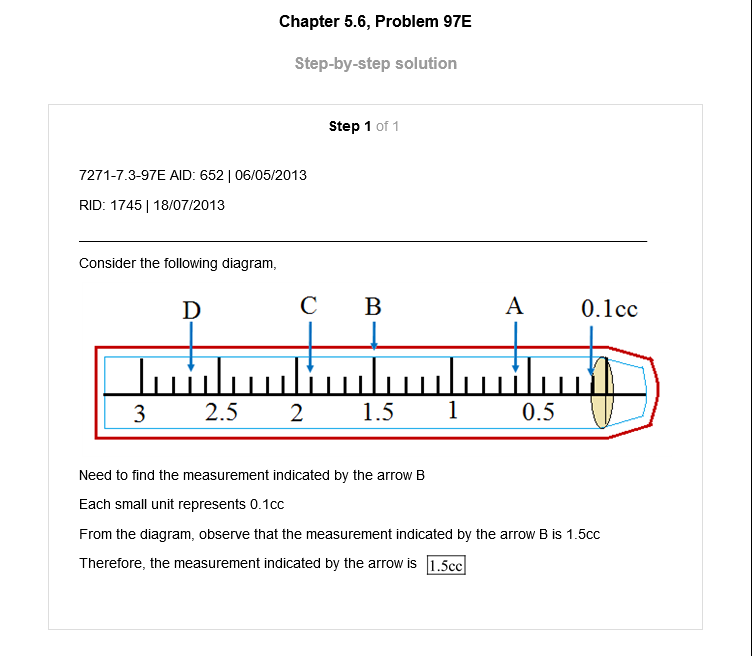 Chapter 5.6, Problem 97E
Step-by-step solution
Step 1 of 1
7271-7.3-97E AID: 652 | 06/05/2013
RID: 1745 | 18/07/2013
Consider the following diagram,
D C B A 0.1cc
3 2.5 2 1.5 1 0.5
Need to find the measurement indicated by the arrow B
Each small unit represents 0.1cc
From the diagram, observe that the measurement indicated by the arrow B is 1.5cc
Therefore, the measurement indicated by the arrow is 1.5cc